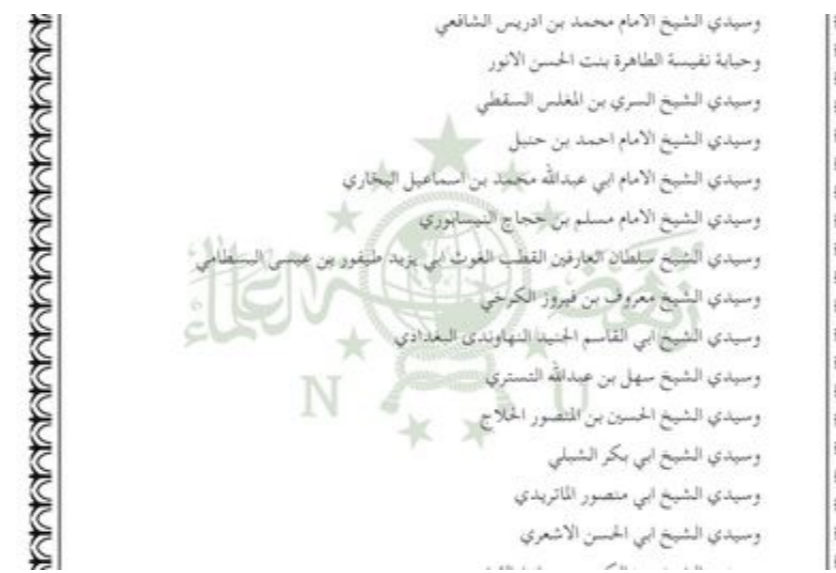 وسيدي الشيخ الامام محمد بن ادريس الشافعي
وحبابة نفيسة الطاهرة بنت الحسن الانور
وسيدي الشيخ السري بن المغلس السقطي
وسيدي الشيخ الامام احمد بن حنبل
وسيدي الشيخ الامام ابي عبدالله محمد بن اسماعيل البخاري
وسيدي الشيخ الامام مسلم بن حجاج النيسابوري
وسيدي الشيخ سلطان العارفين القطب الغوث ابي يزيد طيفور بن عيسى البسطامي
وسيدي الشيخ معروف بن فيروز الكرخي
وسيدي الشيخ ابي القاسم الجنيد النهاوندى البغدادي
وسيدي الشيخ سهل بن عبدالله التستري
وسيدي الشيخ الحسين بن المتصور الحلاج
وسيدي الشيخ ابي بكر الشبلي
وسيدي الشيخ ابي منصور الماتريدي
وسيدي الشيخ ابي الحسن الاشعري
نهضة العلماء
N U